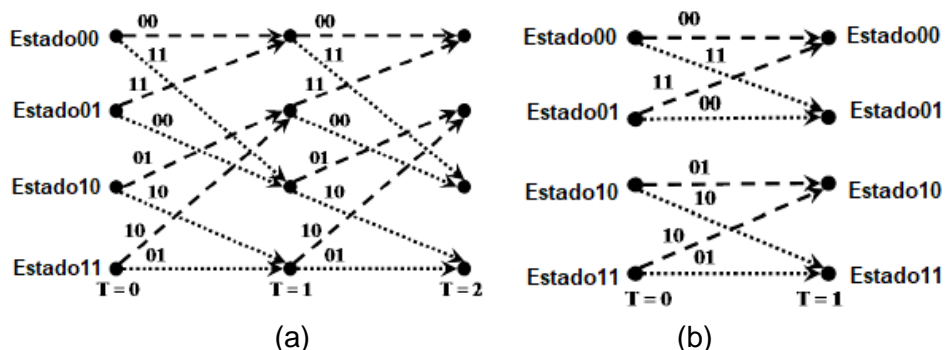 00 00
Estado00
11 11
11 11
Estado01
00 00
01 01
Estado10
10 10
10 10
Estado11
01 01
T = 0 T = 1 T = 2
(a)
00
Estado00 Estado00
11
11
00
Estado01 Estado01
01
Estado10 Estado10
10
10
01
Estado11 Estado11
T = 0 T = 1
(b)